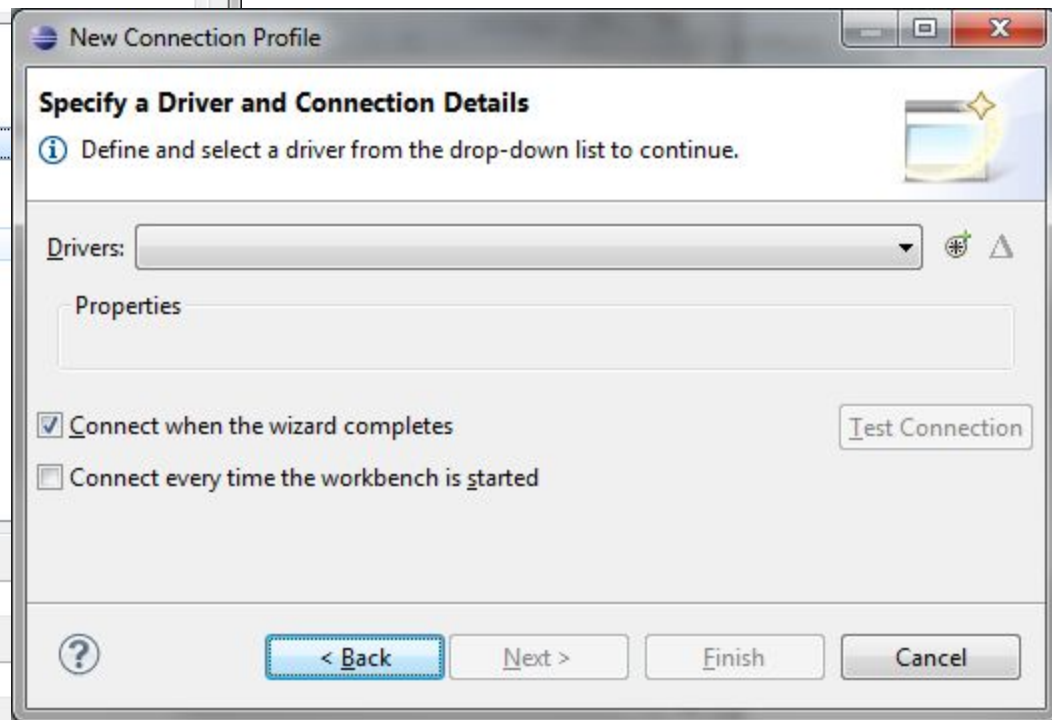 New Connection Profile
Specify a Driver and Connection Details
Define and select a driver from the drop-down list to continue.
Drivers:
Properties
Connect when the wizard completes
Test Connection
Connect every time the workbench is started
< Back
Next >
Finish
Cancel